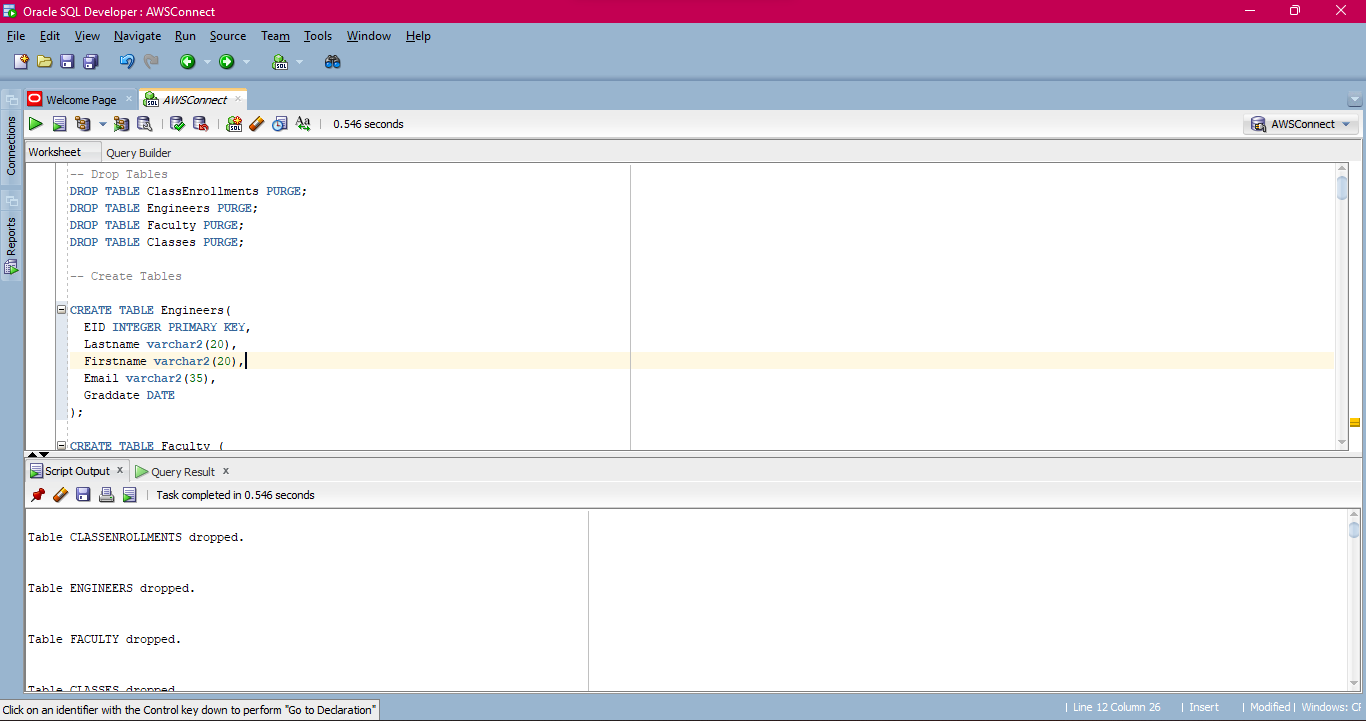 Oracle SQL Developer : AWSConnect
File Edit View Navigate Run Source Team Tools Window Help
Connections
Reports
Welcome Page
AWSConnect
0.546 seconds
AWSConnect
Worksheet
Query Builder
-- Drop Tables
DROP TABLE ClassEnrollments PURGE;
DROP TABLE Engineers PURGE;
DROP TABLE Faculty PURGE;
DROP TABLE Classes PURGE;
-- Create Tables
CREATE TABLE Engineers(
EID INTEGER PRIMARY KEY,
Lastname varchar2(20),
Firstname varchar2(20),
Email varchar2(35),
Graddate DATE
);
CREATE TABLE Faculty (
Script Output
Query Result
Task completed in 0.546 seconds
Table CLASSENROLLMENTS dropped.
Table ENGINEERS dropped.
Table FACULTY dropped.
Table CLASSES dropped
Click on an identifier with the Control key down to perform "Go to Declaration"
Line 12 Column 26 | Insert | Modified | Windows: